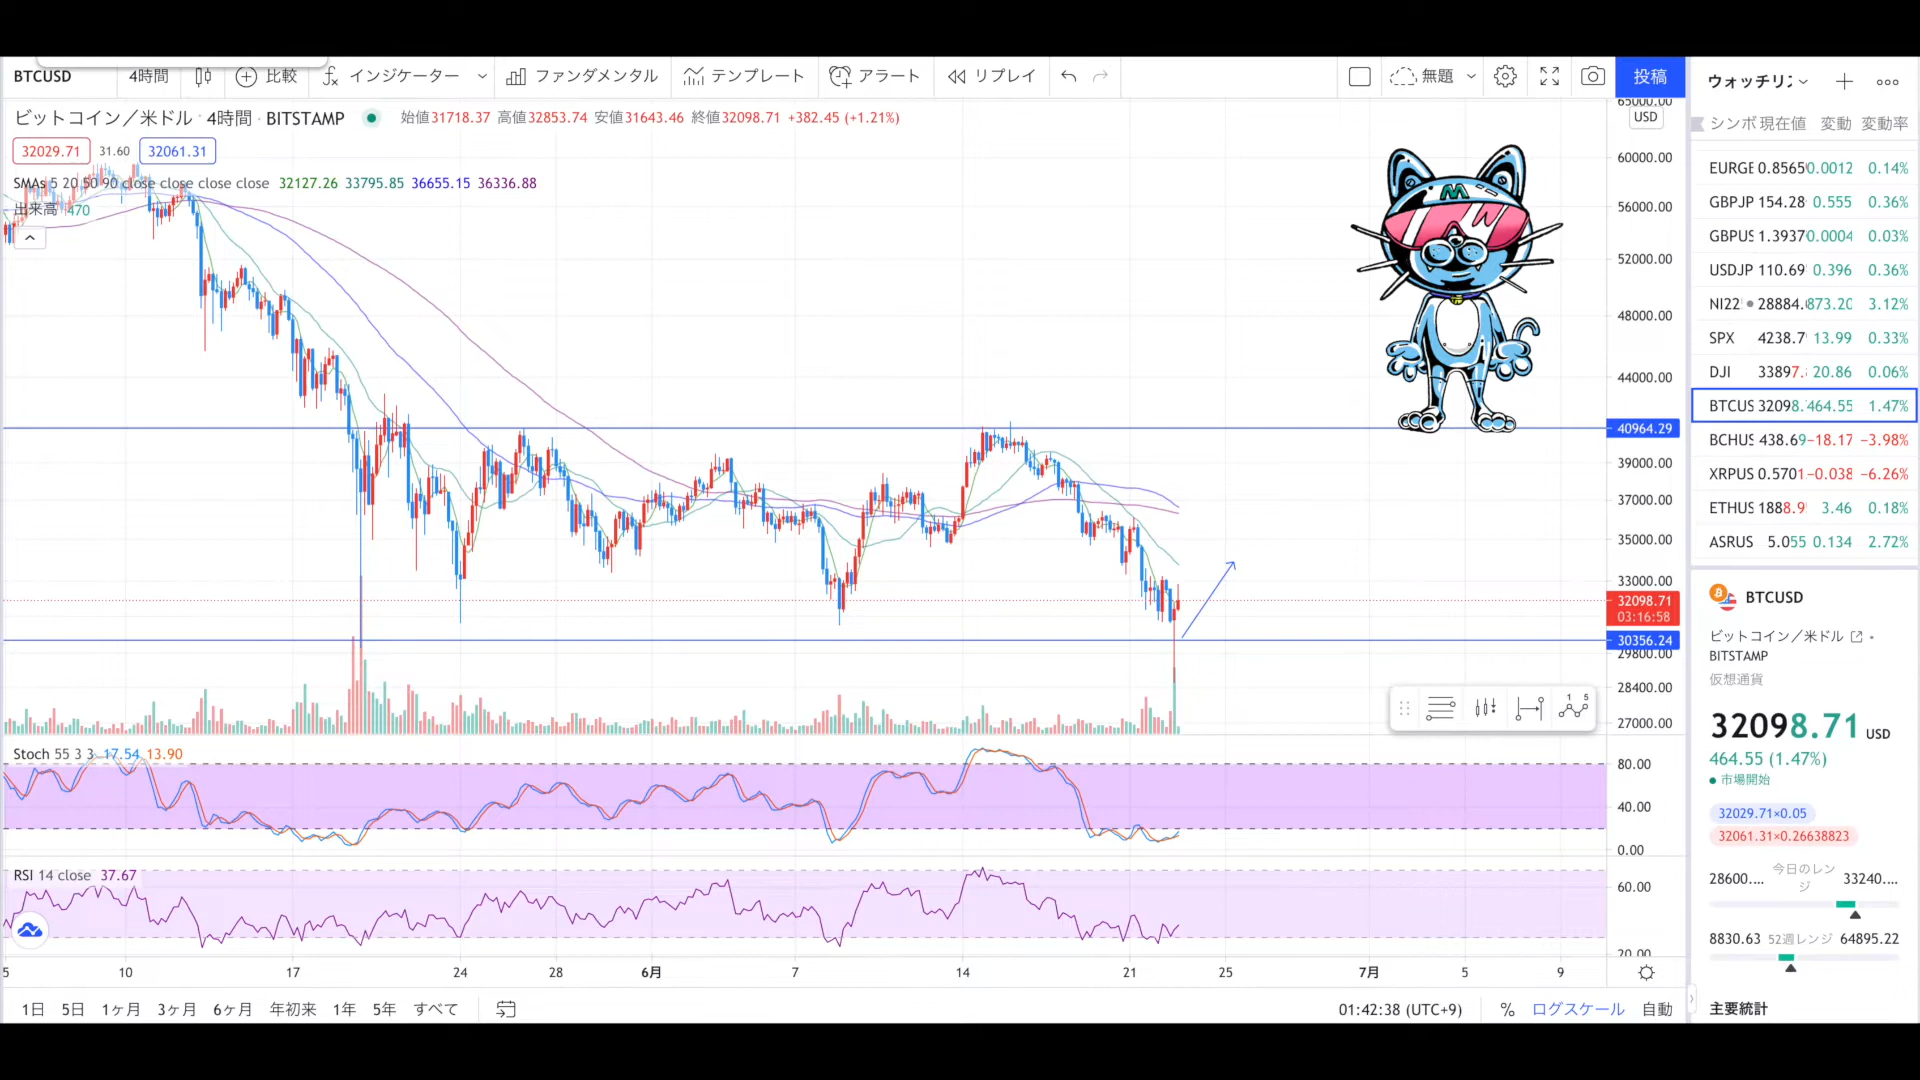 BTCUSD 4時間 比較 インジケーター ファンダメンタル テンプレート アラート リプレイ 無題 投稿 ウォッチリ
ビットコイン／米ドル · 4時間 · BITSTAMP 始値31718.37 高値32853.74 安値31643.46 終値32098.71 +382.45 (+1.21%)
32029.71 31.60 32061.31
SMAs 5 20 50 90 close close close close 32127.26 33795.85 36655.15 36336.88
出来高 470
M
W
65000.00
USD
60000.00
56000.00
52000.00
48000.00
44000.00
40964.29
39000.00
37000.00
35000.00
33000.00
32098.71
03:16:58
30356.24
29800.00
28400.00
27000.00
1 5
Stoch 55 3 3 17.54 13.90
80.00
40.00
0.00
RSI 14 close 37.67
60.00
20.00
5 10 17 24 28 6月 7 14 21 25 7月 5 9
1日 5日 1ヶ月 3ヶ月 6ヶ月 年初来 1年 5年 すべて 01:42:38 (UTC+9) % ログスケール 自動
シンボ 現在値 変動 変動率
EURGE 0.8565 0.0012 0.14%
GBPJP 154.28 0.555 0.36%
GBPUS 1.3937 0.0004 0.03%
USDJP 110.69 0.396 0.36%
NI22 28884. 873.20 3.12%
SPX 4238.7 13.99 0.33%
DJI 33897. 20.86 0.06%
BTCUS 32098. 464.55 1.47%
BCHUS 438.69 −18.17 −3.98%
XRPUS 0.5701 −0.038 −6.26%
ETHUS 1888.9 3.46 0.18%
ASRUS 5.055 0.134 2.72%
BTCUSD
ビットコイン／米ドル
BITSTAMP
仮想通貨
32098.71 USD
464.55 (1.47%)
市場開始
32029.71×0.05
32061.31×0.26638823
28600.... 今日のレンジ 33240....
8830.63 52週レンジ 64895.22
主要統計